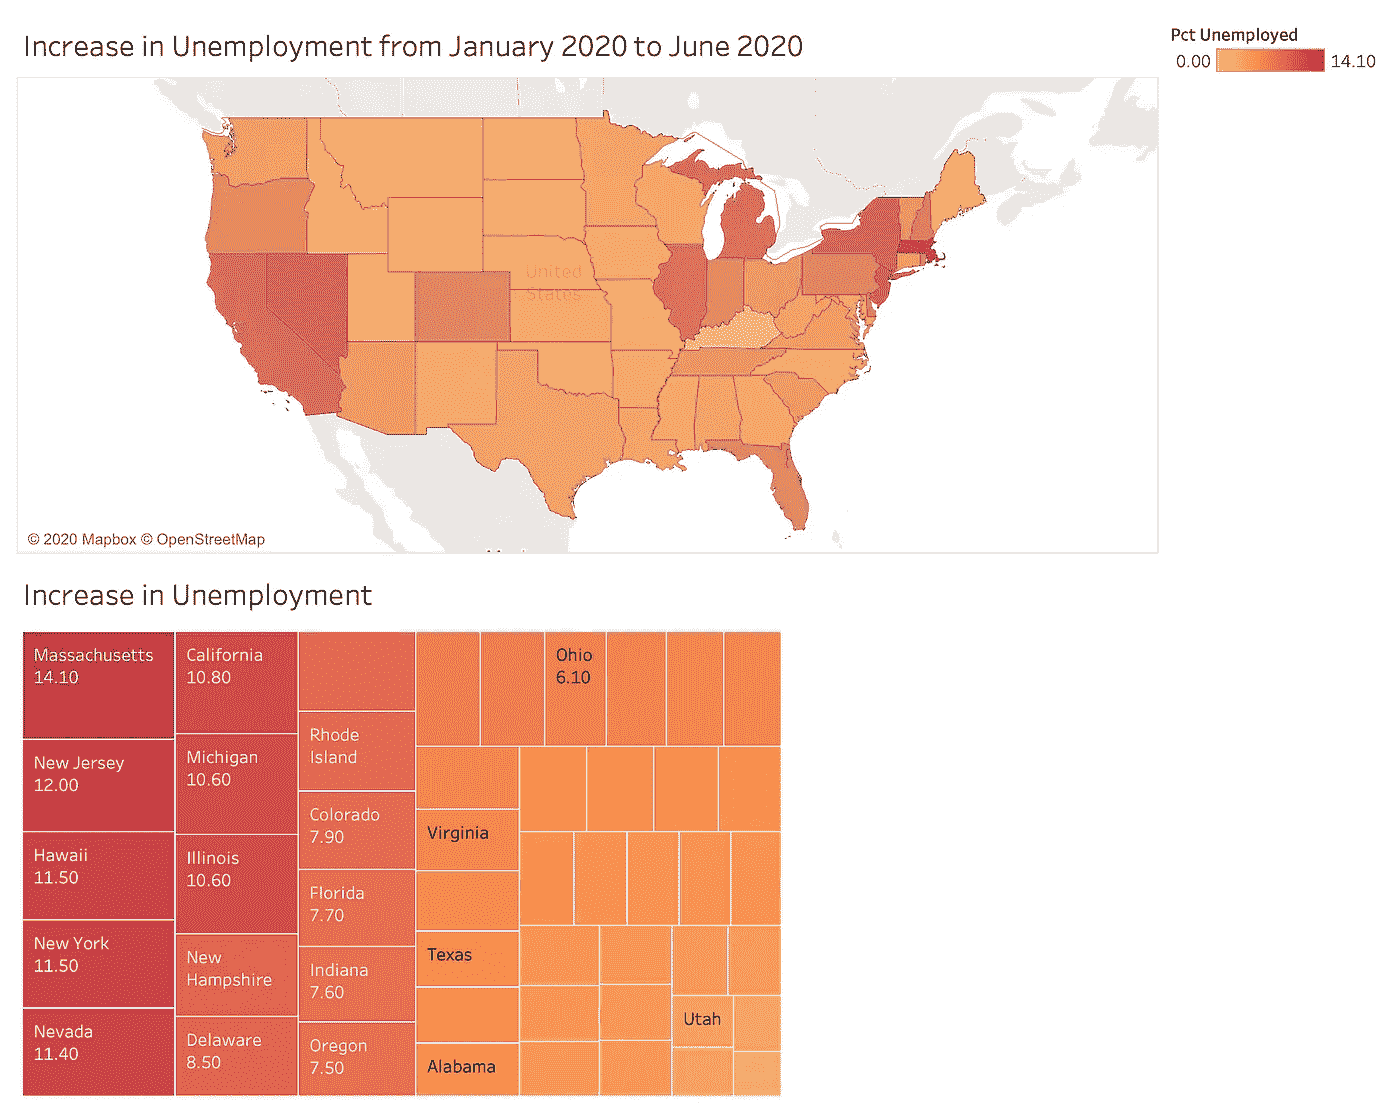 Increase in Unemployment from January 2020 to June 2020
Pct Unemployed
0.00 14.10
United
States
© 2020 Mapbox © OpenStreetMap
Increase in Unemployment
Massachusetts
14.10
New Jersey
12.00
Hawaii
11.50
New York
11.50
Nevada
11.40
California
10.80
Michigan
10.60
Illinois
10.60
New
Hampshire
Delaware
8.50
Rhode
Island
Colorado
7.90
Florida
7.70
Indiana
7.60
Oregon
7.50
Ohio
6.10
Virginia
Texas
Alabama
Utah